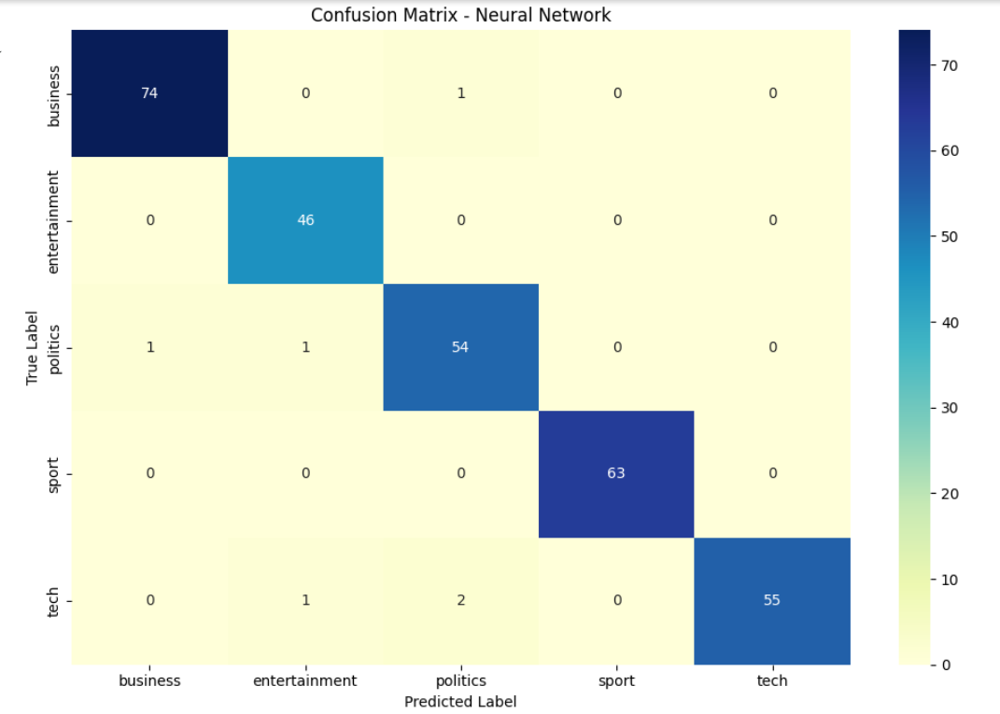 Confusion Matrix - Neural Network
True Label
business
74 0 1 0 0
entertainment
0 46 0 0 0
politics
1 1 54 0 0
sport
0 0 0 63 0
tech
0 1 2 0 55
business entertainment politics sport tech
Predicted Label
70
60
50
40
30
20
10
0